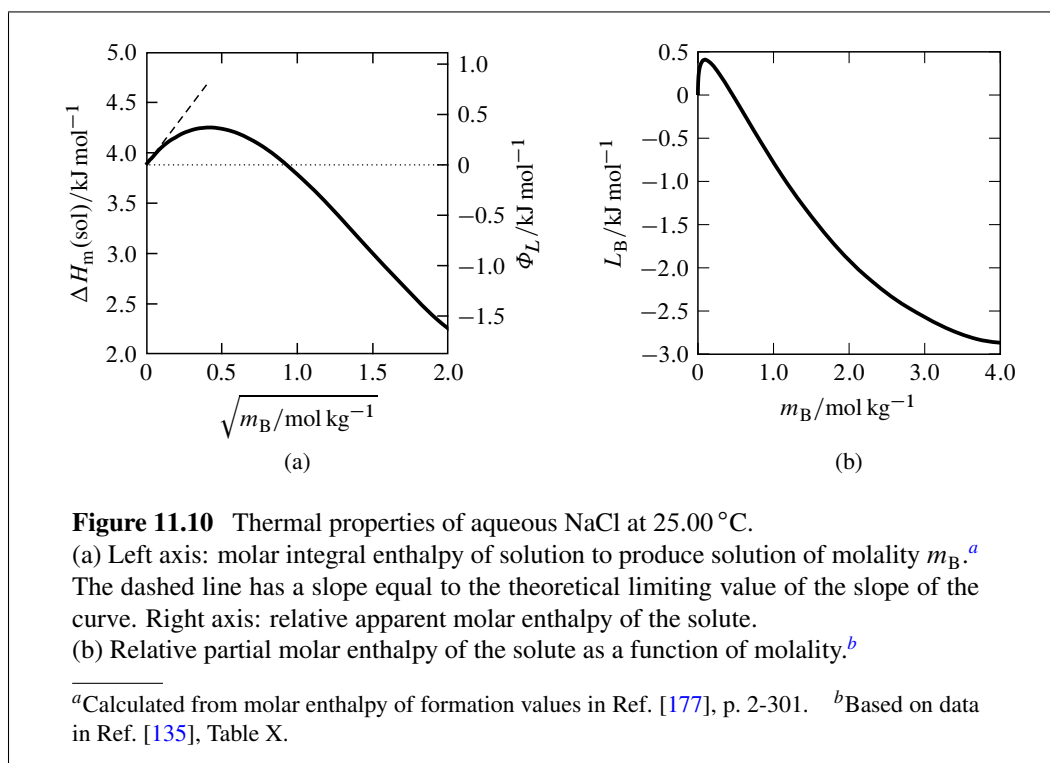 5.0
4.5
4.0
3.5
3.0
2.5
2.0
ΔH_m(sol)/kJ mol⁻¹
1.0
0.5
0
−0.5
−1.0
−1.5
Φ_L/kJ mol⁻¹
0 0.5 1.0 1.5 2.0
√(m_B/mol kg⁻¹)
(a)
0.5
0
−0.5
−1.0
−1.5
−2.0
−2.5
−3.0
L_B/kJ mol⁻¹
0 1.0 2.0 3.0 4.0
m_B/mol kg⁻¹
(b)
Figure 11.10 Thermal properties of aqueous NaCl at 25.00 °C.
(a) Left axis: molar integral enthalpy of solution to produce solution of molality m_B.ᵃ
The dashed line has a slope equal to the theoretical limiting value of the slope of the
curve. Right axis: relative apparent molar enthalpy of the solute.
(b) Relative partial molar enthalpy of the solute as a function of molality.ᵇ
ᵃCalculated from molar enthalpy of formation values in Ref. [177], p. 2-301. ᵇBased on data
in Ref. [135], Table X.